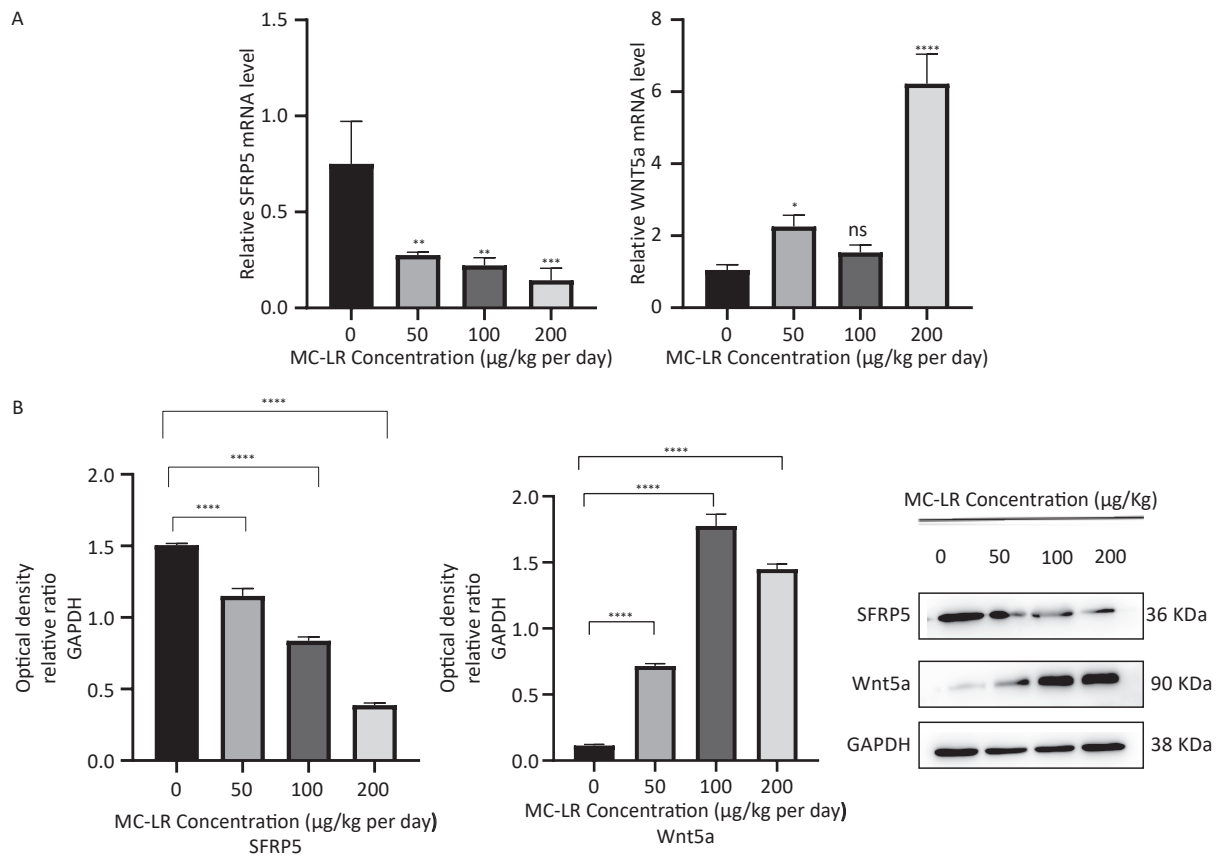 A
Relative SFRP5 mRNA level
1.5
1.0
0.5
0.0
**
**
***
0
50
100
200
MC-LR Concentration (μg/kg per day)
Relative WNT5a mRNA level
8
6
4
2
0
*
ns
****
0
50
100
200
MC-LR Concentration (μg/kg per day)
B
Optical density
relative ratio
GAPDH
2.0
1.5
1.0
0.5
0.0
****
****
****
0
50
100
200
MC-LR Concentration (μg/kg per day)
SFRP5
Optical density
relative ratio
GAPDH
2.0
1.5
1.0
0.5
0.0
****
****
****
0
50
100
200
MC-LR Concentration (μg/kg per day)
Wnt5a
MC-LR Concentration (μg/Kg)
0 50 100 200
SFRP5 36 KDa
Wnt5a 90 KDa
GAPDH 38 KDa